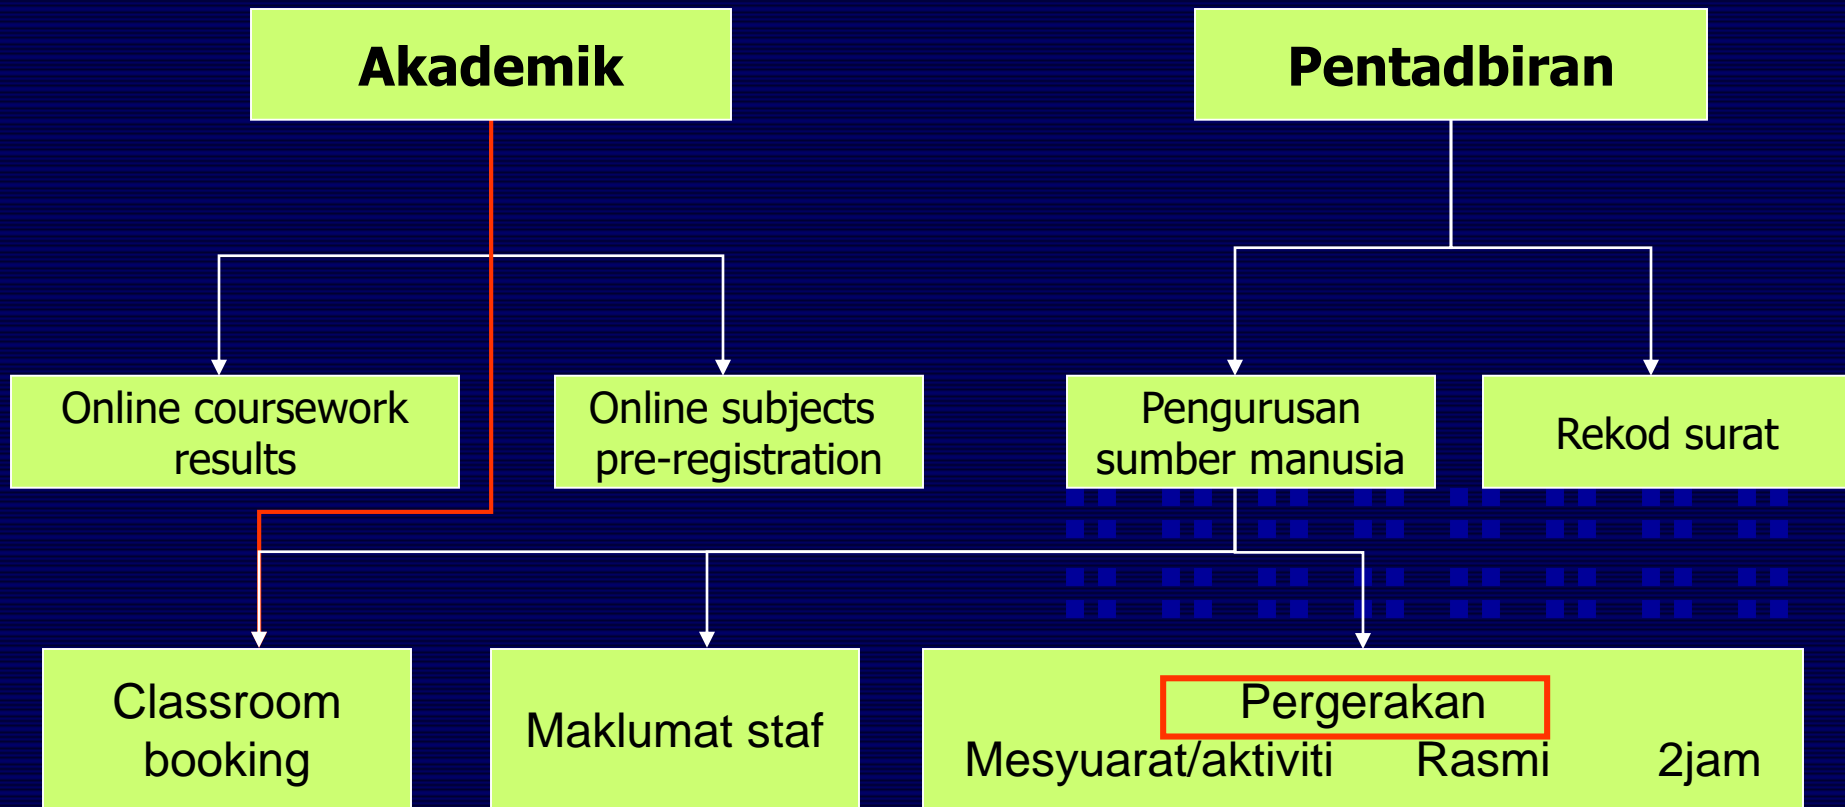 Akademik
Pentadbiran
Online coursework
results
Online subjects
pre-registration
Pengurusan
sumber manusia
Rekod surat
Classroom
booking
Maklumat staf
Pergerakan
Mesyuarat/aktiviti Rasmi 2jam